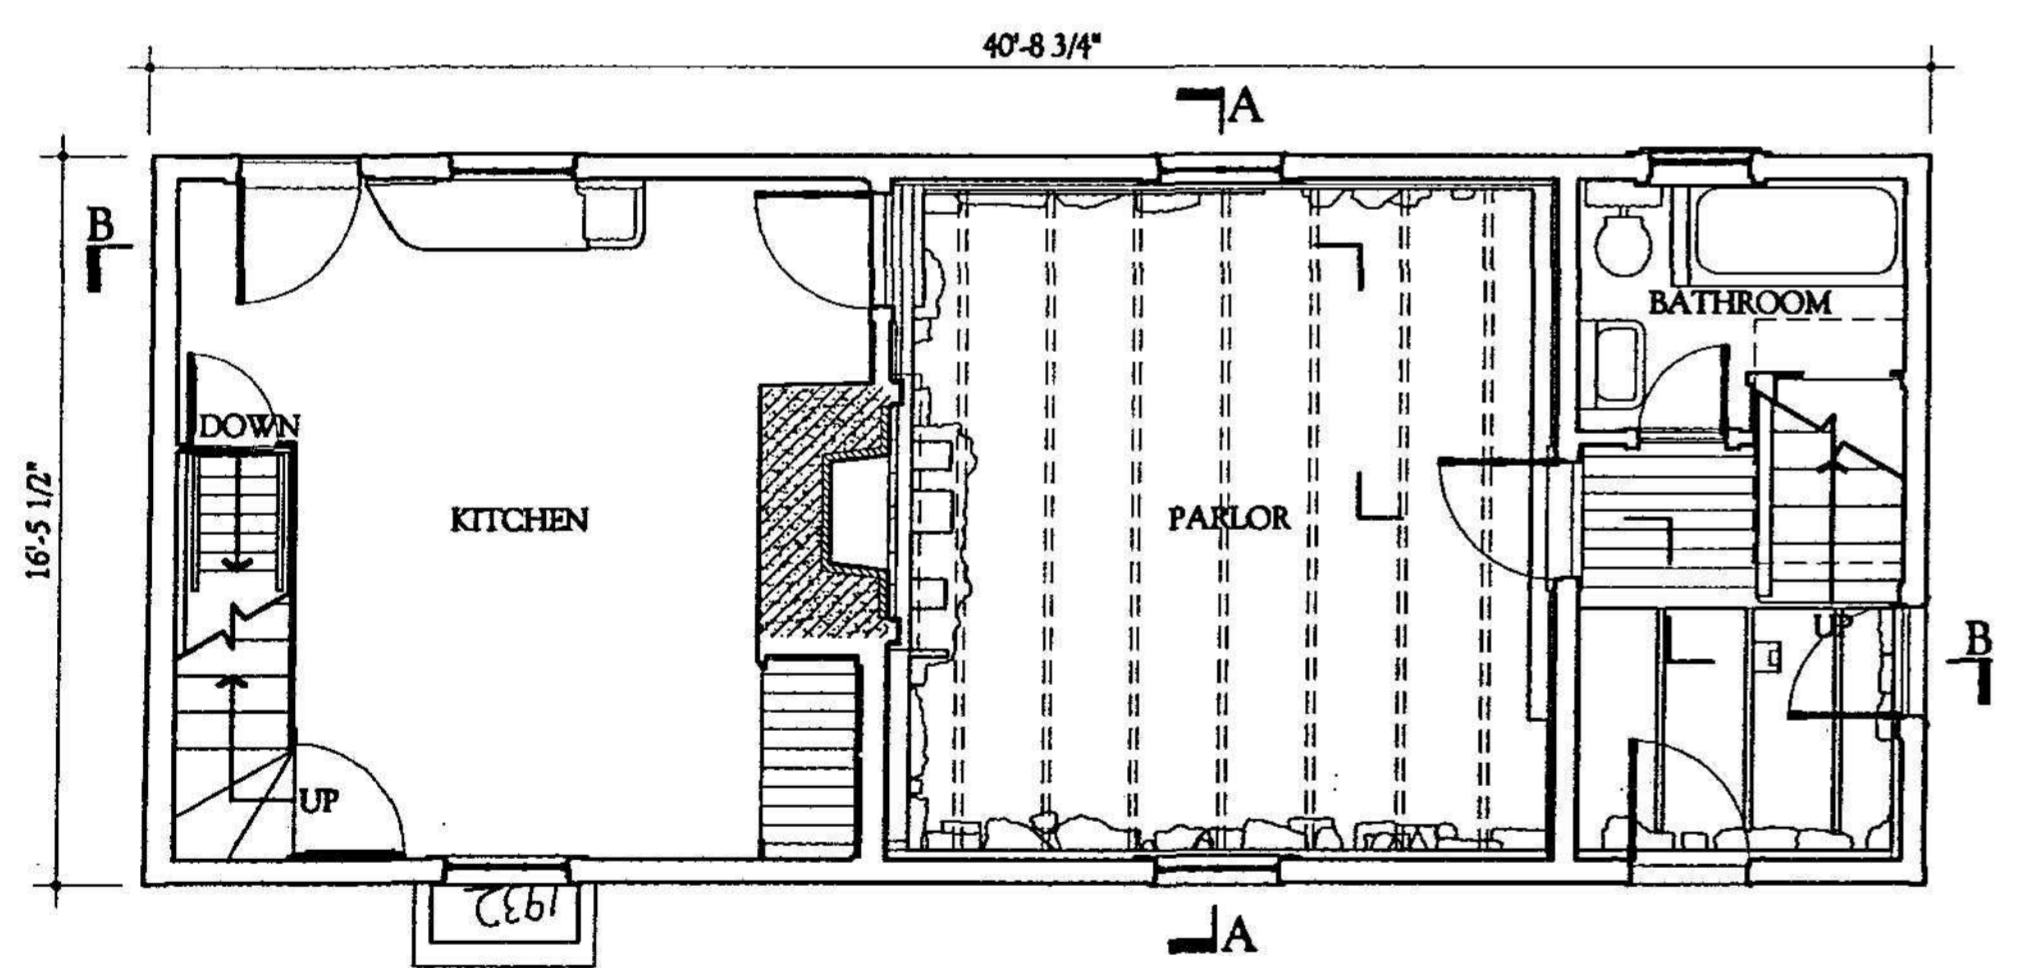 40'-8 3/4"
A
B
BATHROOM
DOWN
16'-5 1/2"
KITCHEN
PARLOR
UP
B
UP
1932
A